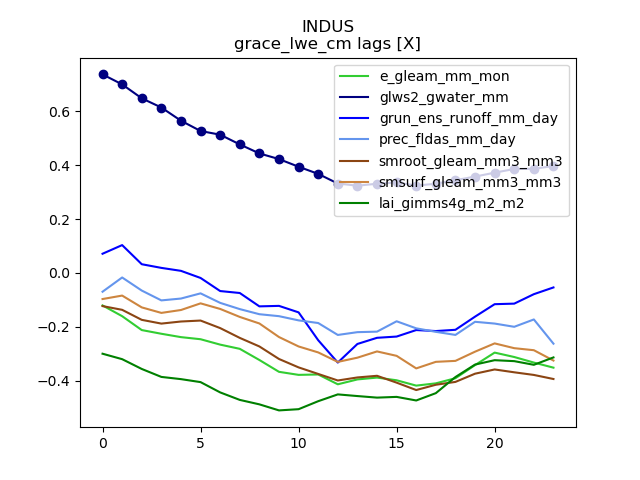 INDUS
grace_lwe_cm lags [X]
e_gleam_mm_mon
glws2_gwater_mm
grun_ens_runoff_mm_day
prec_fldas_mm_day
smroot_gleam_mm3_mm3
smsurf_gleam_mm3_mm3
lai_gimms4g_m2_m2
0.6
0.4
0.2
0.0
−0.2
−0.4
0 5 10 15 20